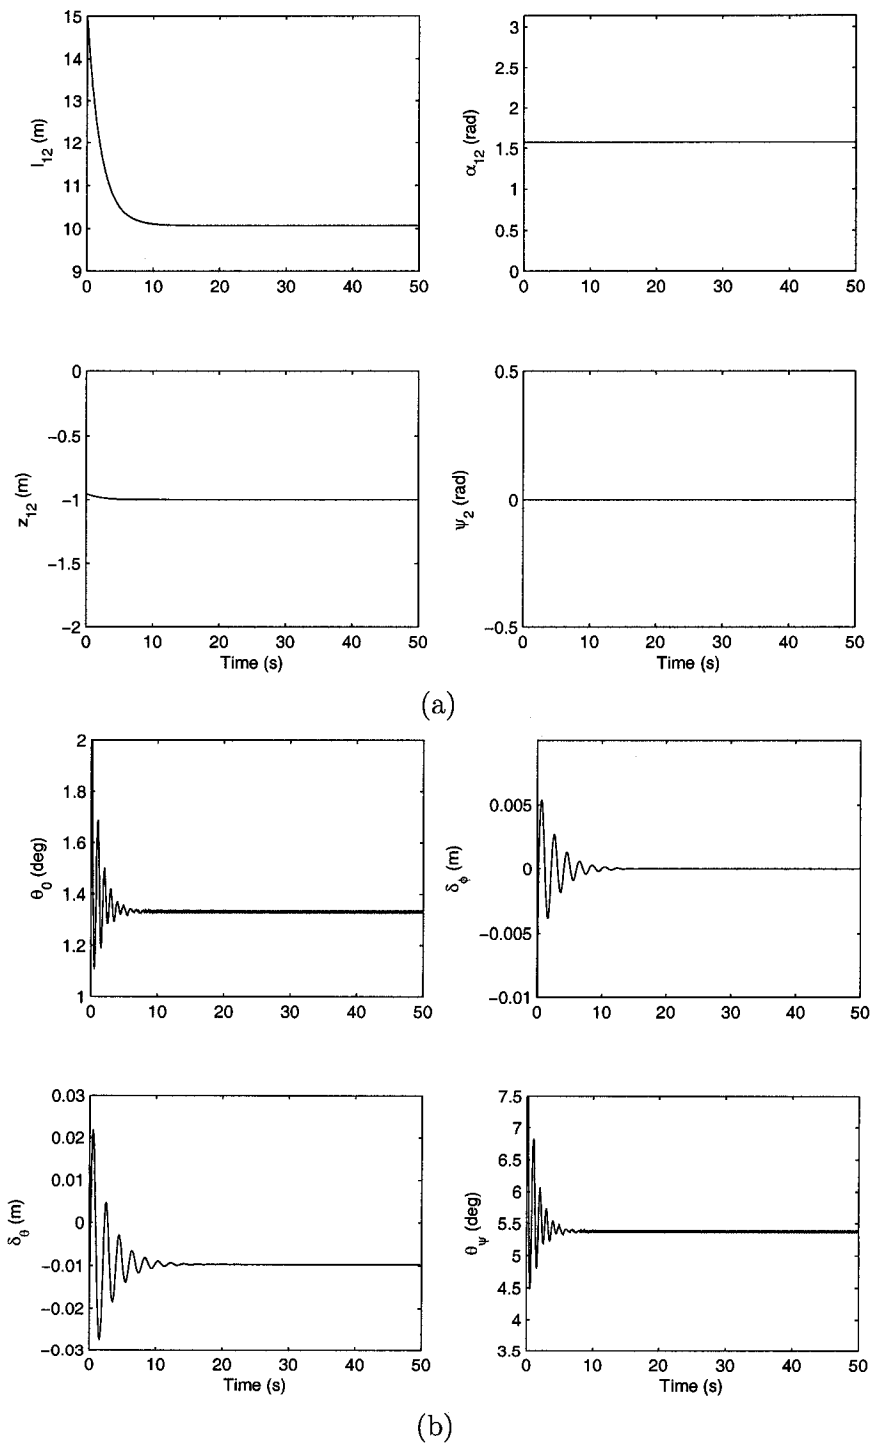 15
14
13
12
11
10
9
l12 (m)
0 10 20 30 40 50
3
2.5
2
1.5
1
0.5
0
α12 (rad)
0 10 20 30 40 50
0
−0.5
−1
−1.5
−2
z12 (m)
0 10 20 30 40 50
Time (s)
0.5
0
−0.5
ψ2 (rad)
0 10 20 30 40 50
Time (s)
(a)
2
1.8
1.6
1.4
1.2
1
θ0 (deg)
0 10 20 30 40 50
0.005
0
−0.005
−0.01
δϕ (m)
0 10 20 30 40 50
0.03
0.02
0.01
0
−0.01
−0.02
−0.03
δθ (m)
0 10 20 30 40 50
Time (s)
7.5
7
6.5
6
5.5
5
4.5
4
3.5
θψ (deg)
0 10 20 30 40 50
Time (s)
(b)